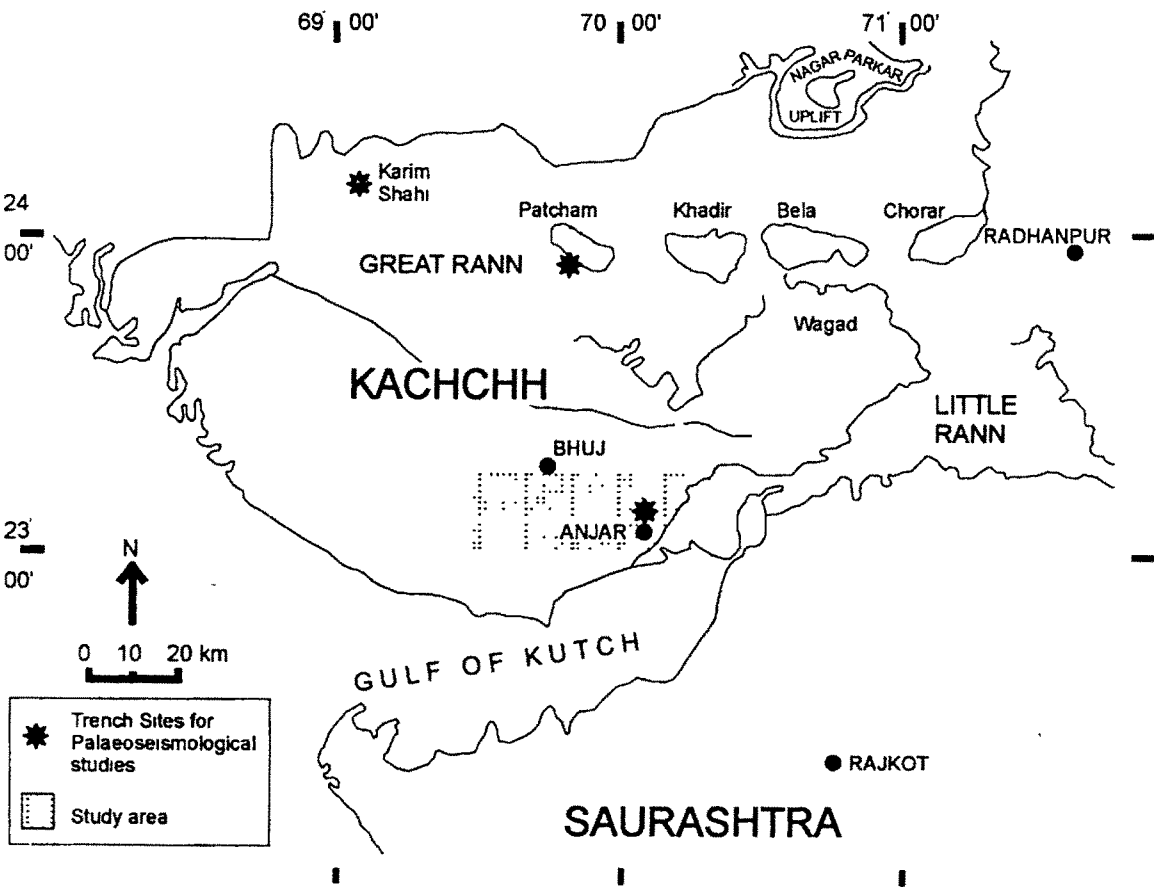 69 00' 70 00' 71 00'
NAGAR PARKAR
UPLIFT
Karim
Shahi
24
00'
Patcham Khadir Bela Chorar
RADHANPUR
GREAT RANN
Wagad
KACHCHH
LITTLE
RANN
BHUJ
ANJAR
23
00'
N
0 10 20 km
GULF OF KUTCH
Trench Sites for
Palaeoseismological
studies
Study area
RAJKOT
SAURASHTRA